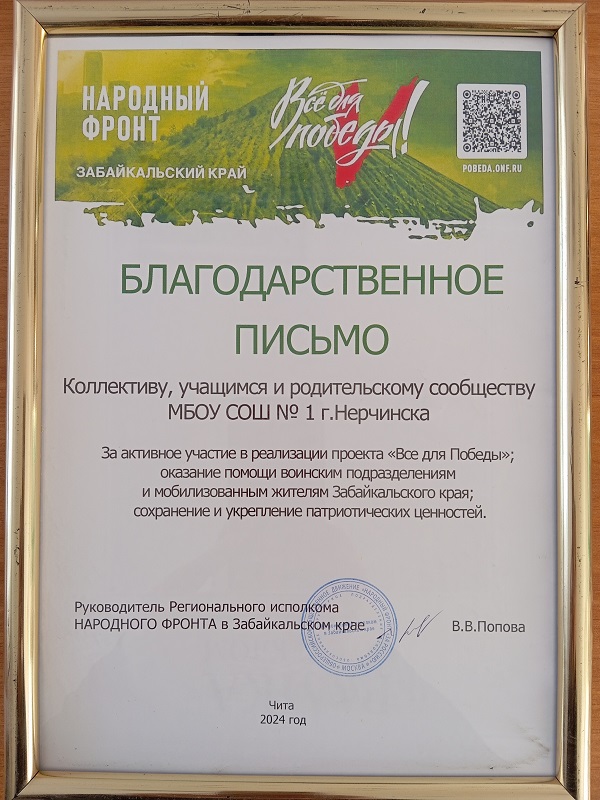 НАРОДНЫЙ
ФРОНТ
ЗАБАЙКАЛЬСКИЙ КРАЙ
Всё для
победы!
POBEDA.ONF.RU
БЛАГОДАРСТВЕННОЕ
ПИСЬМО
Коллективу, учащимся и родительскому сообществу
МБОУ СОШ № 1 г.Нерчинска
За активное участие в реализации проекта «Все для Победы»;
оказание помощи воинским подразделениям
и мобилизованным жителям Забайкальского края;
сохранение и укрепление патриотических ценностей.
Руководитель Регионального исполкома
НАРОДНОГО ФРОНТА в Забайкальском крае
В.В.Попова
Чита
2024 год